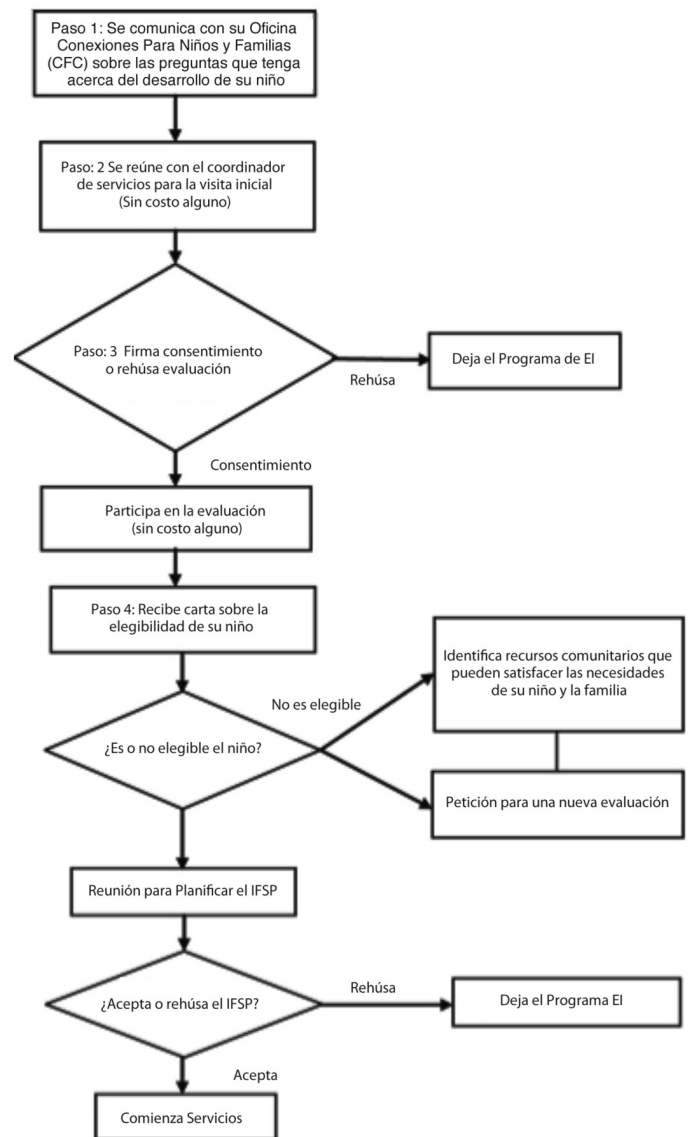 Paso 1: Se comunica con su Oficina
Conexiones Para Niños y Familias
(CFC) sobre las preguntas que tenga
acerca del desarrollo de su niño
Paso: 2 Se reúne con el coordinador
de servicios para la visita inicial
(Sin costo alguno)
Paso: 3 Firma consentimiento
o rehúsa evaluación
Rehúsa
Deja el Programa de EI
Consentimiento
Participa en la evaluación
(sin costo alguno)
Paso 4: Recibe carta sobre la
elegibilidad de su niño
¿Es o no elegible el niño?
No es elegible
Identifica recursos comunitarios que
pueden satisfacer las necesidades
de su niño y la familia
Petición para una nueva evaluación
Reunión para Planificar el IFSP
¿Acepta o rehúsa el IFSP?
Rehúsa
Deja el Programa EI
Acepta
Comienza Servicios